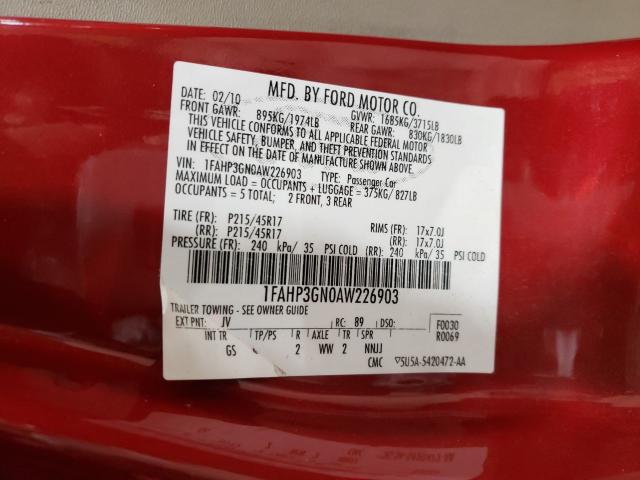 MFD. BY FORD MOTOR CO.
DATE: 02/10 GVWR: 1685KG/3715LB
FRONT GAWR: 895KG/1974LB REAR GAWR: 830KG/1830LB
THIS VEHICLE CONFORMS TO ALL APPLICABLE FEDERAL MOTOR
VEHICLE SAFETY, BUMPER, AND THEFT PREVENTION STANDARDS
IN EFFECT ON THE DATE OF MANUFACTURE SHOWN ABOVE.
VIN: 1FAHP3GN0AW226903 TYPE: Passenger Car
MAXIMUM LOAD = OCCUPANTS + LUGGAGE = 375KG/ 827LB
OCCUPANTS = 5 TOTAL; 2 FRONT, 3 REAR
TIRE (FR): P215/45R17 RIMS (FR): 17x7.0J
(RR): P215/45R17 (RR): 17x7.0J
PRESSURE (FR): 240 kPa/ 35 PSI COLD (RR): 240 kPa/ 35 PSI COLD
1FAHP3GN0AW226903
TRAILER TOWING - SEE OWNER GUIDE
EXT PNT: JV RC: 89 DSO: F0030
R0069
INT TR TP/PS R AXLE TR SPR
GS 2 WW 2 NNJJ
CMC 5U5A-5420472-AA